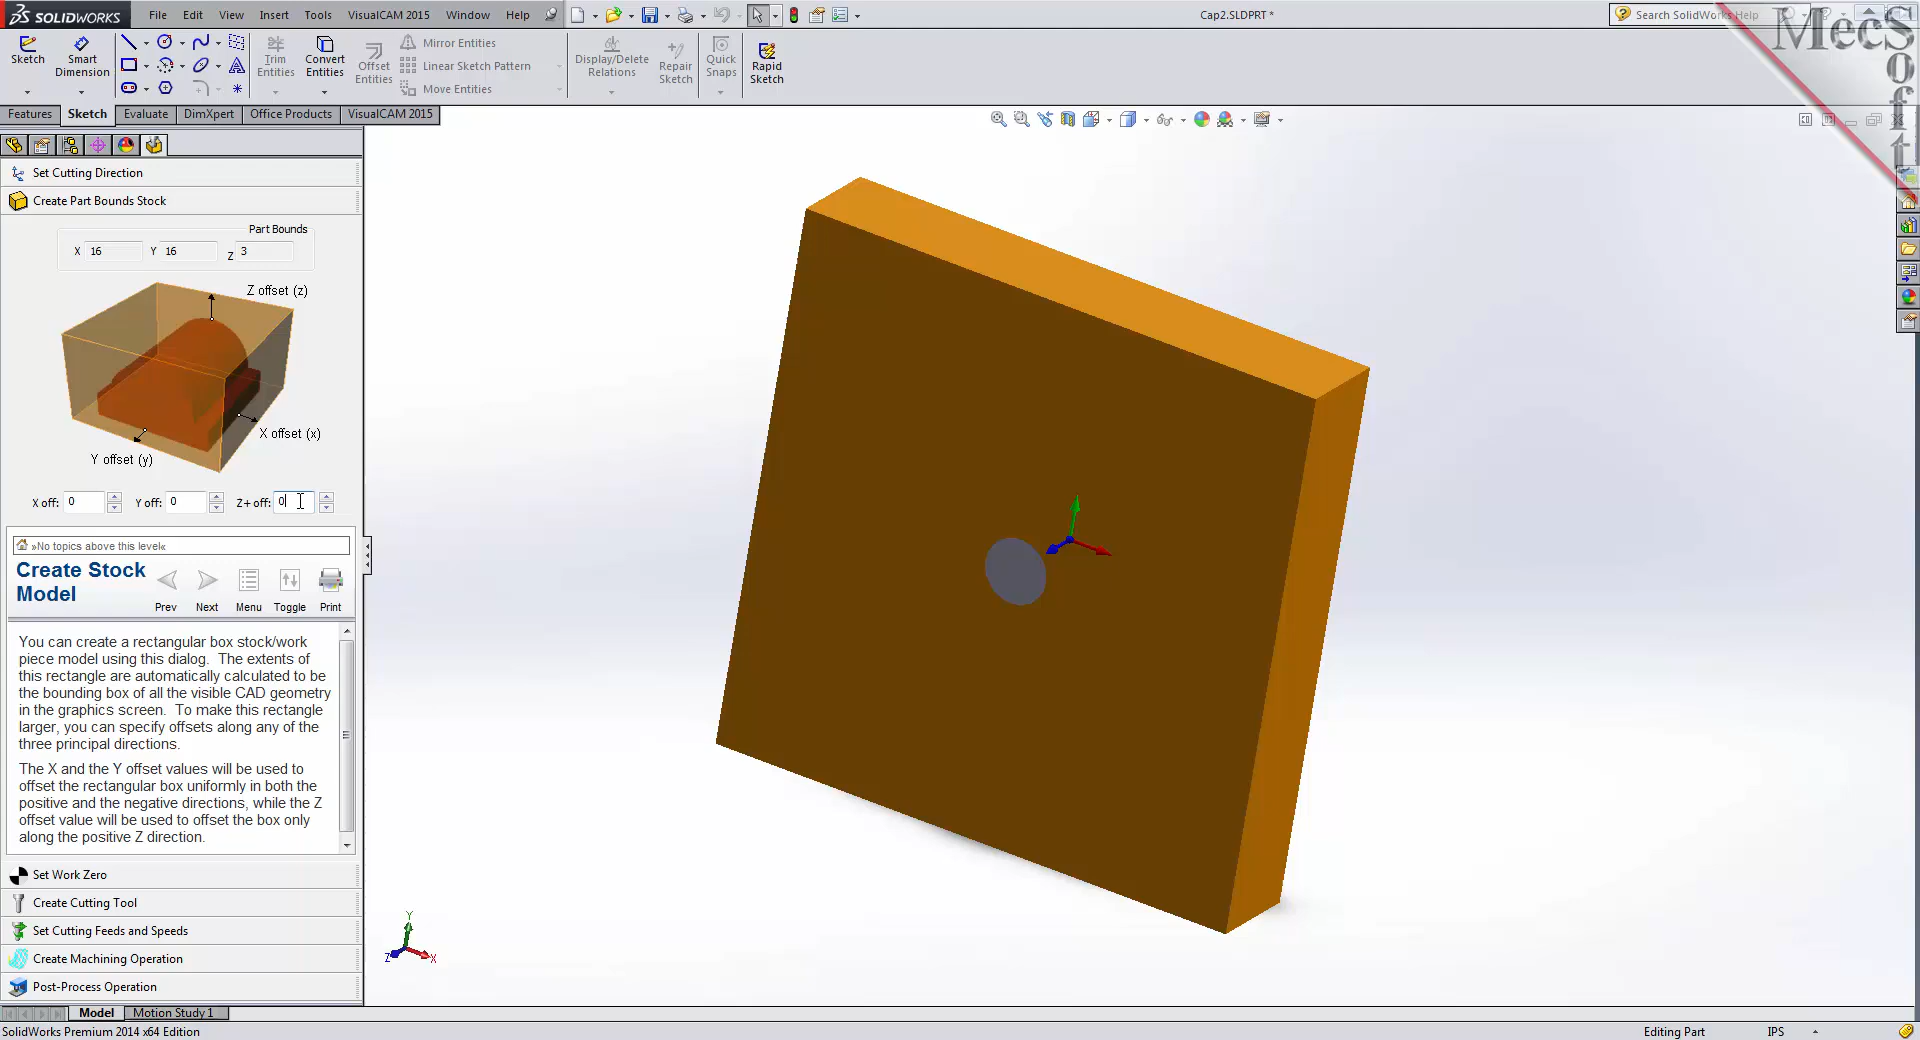 SOLIDWORKS
File Edit View Insert Tools VisualCAM 2015 Window Help
Cap2.SLDPRT *
Search SolidWorks Help
MecSoft
Sketch
Smart Dimension
Trim Entities
Convert Entities
Offset Entities
Mirror Entities
Linear Sketch Pattern
Move Entities
Display/Delete Relations
Repair Sketch
Quick Snaps
Rapid Sketch
Features Sketch Evaluate DimXpert Office Products VisualCAM 2015
Set Cutting Direction
Create Part Bounds Stock
Part Bounds
X 16 Y 16 Z 3
Z offset (z)
X offset (x)
Y offset (y)
X off: 0 Y off: 0 Z+ off: 0
»No topics above this level«
Create Stock
Model
Prev Next Menu Toggle Print
You can create a rectangular box stock/work
piece model using this dialog. The extents of
this rectangle are automatically calculated to be
the bounding box of all the visible CAD geometry
in the graphics screen. To make this rectangle
larger, you can specify offsets along any of the
three principal directions.
The X and the Y offset values will be used to
offset the rectangular box uniformly in both the
positive and the negative directions, while the Z
offset value will be used to offset the box only
along the positive Z direction.
Set Work Zero
Create Cutting Tool
Set Cutting Feeds and Speeds
Create Machining Operation
Post-Process Operation
Y
Z X
Model Motion Study 1
SolidWorks Premium 2014 x64 Edition
Editing Part IPS